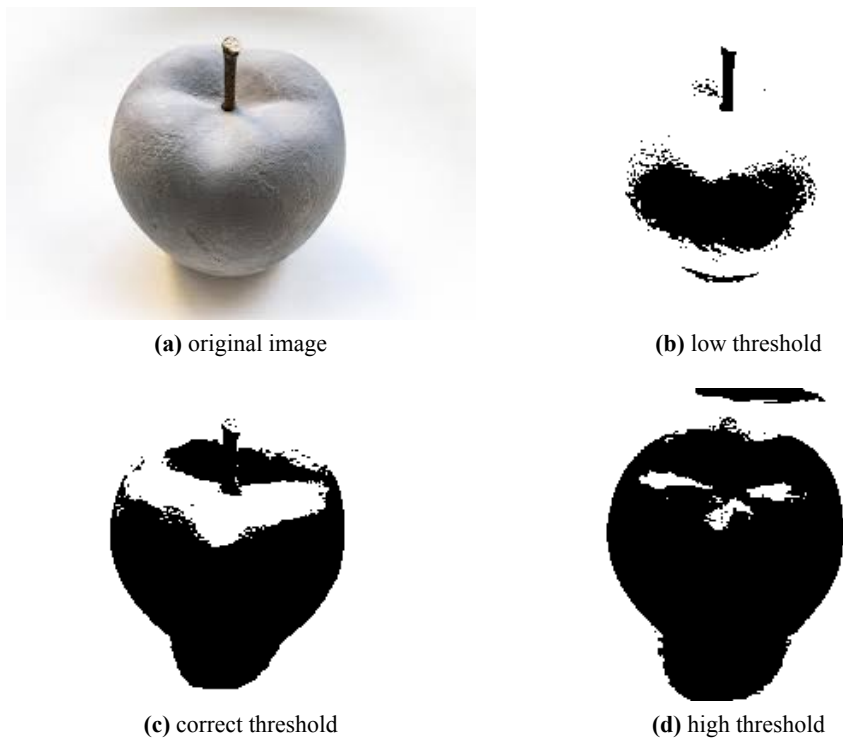 (a) original image
(b) low threshold
(c) correct threshold
(d) high threshold